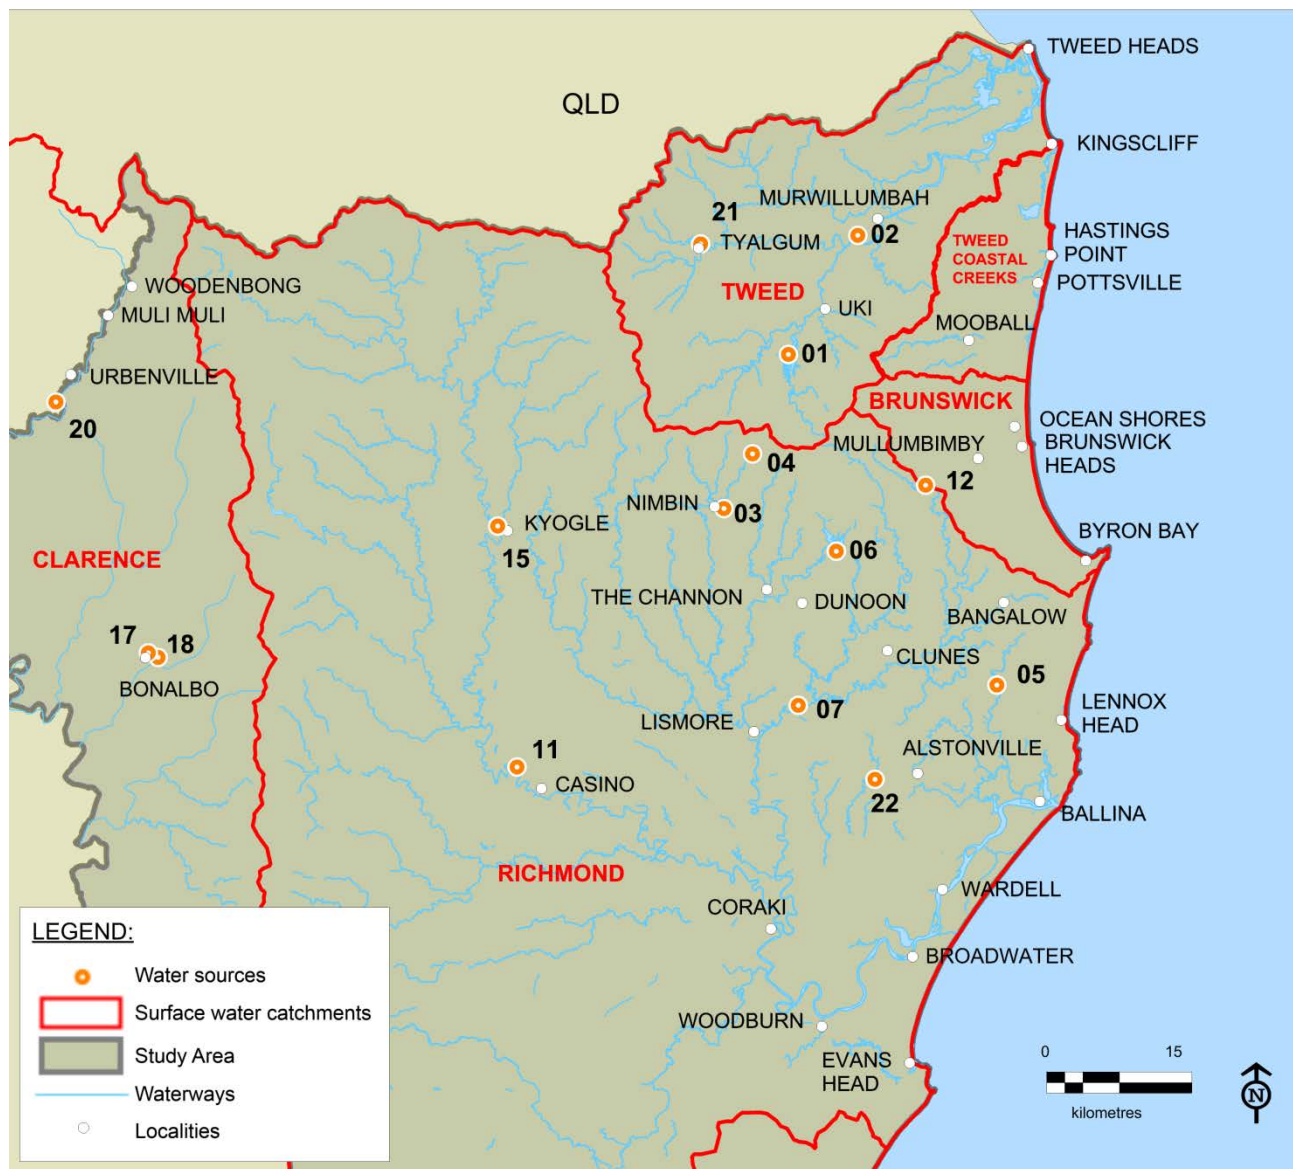 TWEED HEADS
QLD
KINGSCLIFF
MURWILLUMBAH
21
02
TYALGUM
HASTINGS
POINT
TWEED
COASTAL
CREEKS
TWEED
POTTSVILLE
WOODENBONG
MULI MULI
UKI
MOOBALL
01
URBENVILLE
20
BRUNSWICK
OCEAN SHORES
BRUNSWICK
HEADS
MULLUMBIMBY
04
12
NIMBIN
03
KYOGLE
15
BYRON BAY
06
CLARENCE
THE CHANNON
DUNOON
BANGALOW
17
18
BONALBO
CLUNES
05
LENNOX
HEAD
07
LISMORE
11
ALSTONVILLE
CASINO
22
BALLINA
RICHMOND
WARDELL
CORAKI
BROADWATER
WOODBURN
EVANS
HEAD
LEGEND:
Water sources
Surface water catchments
Study Area
Waterways
Localities
0 15
kilometres
N